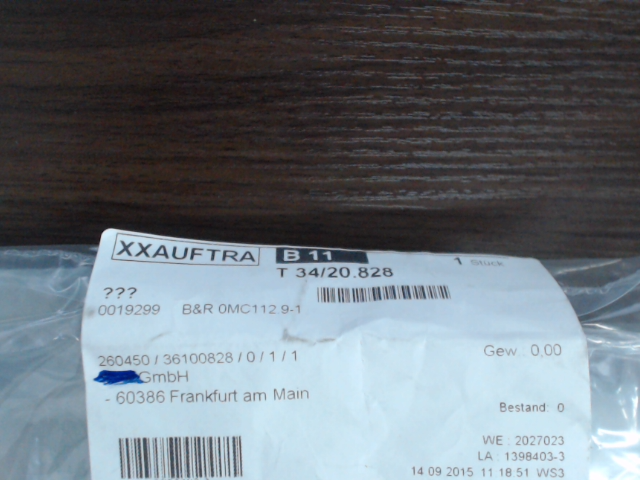 XXAUFTRA B 11 1 Stück
T 34/20.828
???
0019299 B&R 0MC112.9-1
260450 / 36100828 / 0 / 1 / 1 Gew : 0,00
GmbH
- 60386 Frankfurt am Main
Bestand: 0
WE : 2027023
LA : 1398403-3
14 09 2015 11 18:51 WS3